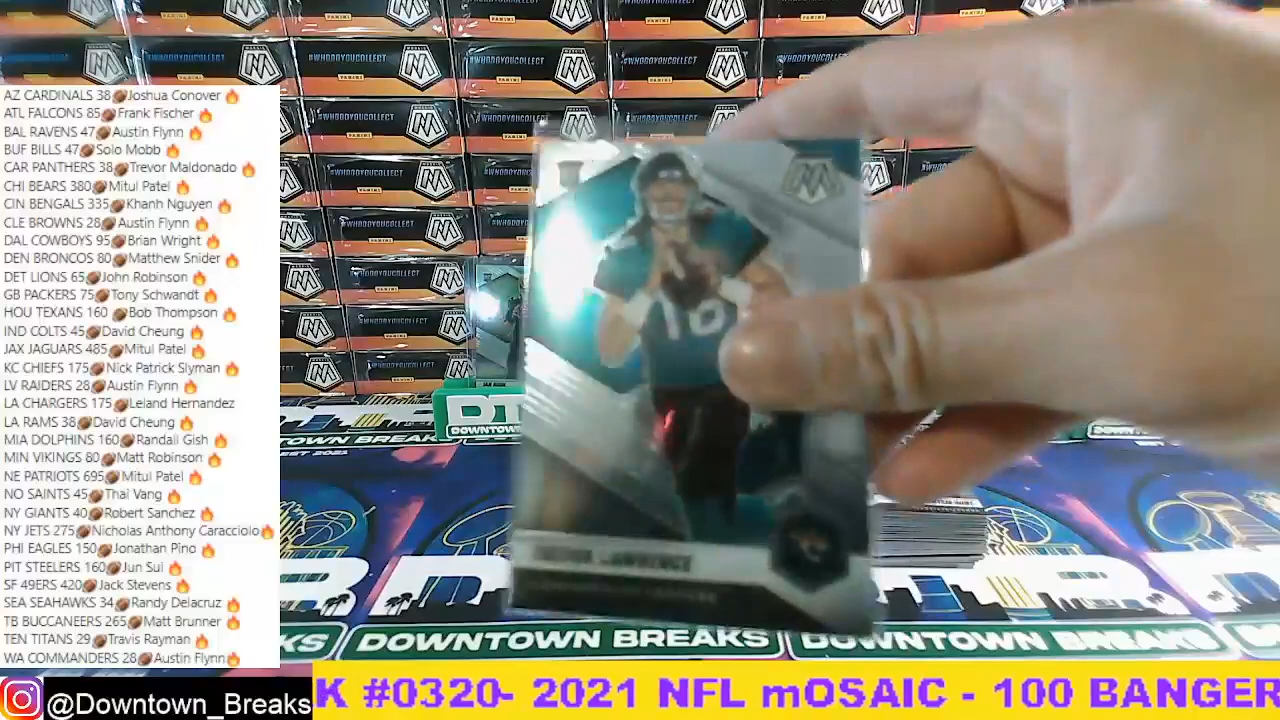 AZ CARDINALS 38🏈Joshua Conover 🔥
ATL FALCONS 85🏈Frank Fischer 🔥
BAL RAVENS 47🏈Austin Flynn 🔥
BUF BILLS 47🏈Solo Mobb 🔥
CAR PANTHERS 38🏈Trevor Maldonado 🔥
CHI BEARS 380🏈Mitul Patel 🔥
CIN BENGALS 335🏈Khanh Nguyen 🔥
CLE BROWNS 28🏈Austin Flynn 🔥
DAL COWBOYS 95🏈Brian Wright 🔥
DEN BRONCOS 80🏈Matthew Snider 🔥
DET LIONS 65🏈John Robinson 🔥
GB PACKERS 75🏈Tony Schwandt 🔥
HOU TEXANS 160 🏈Bob Thompson 🔥
IND COLTS 45🏈David Cheung 🔥
JAX JAGUARS 485🏈Mitul Patel 🔥
KC CHIEFS 175🏈Nick Patrick Slyman 🔥
LV RAIDERS 28🏈Austin Flynn 🔥
LA CHARGERS 175🏈Leland Hernandez
LA RAMS 38🏈David Cheung 🔥
MIA DOLPHINS 160🏈Randall Gish 🔥
MIN VIKINGS 80🏈Matt Robinson 🔥
NE PATRIOTS 695🏈Mitul Patel 🔥
NO SAINTS 45🏈Thai Vang 🔥
NY GIANTS 40🏈Robert Sanchez 🔥
NY JETS 275🏈Nicholas Anthony Caracciolo🔥
PHI EAGLES 150🏈Jonathan Pino 🔥
PIT STEELERS 160🏈Jun Sui 🔥
SF 49ERS 420🏈Jack Stevens 🔥
SEA SEAHAWKS 34🏈Randy Delacruz 🔥
TB BUCCANEERS 265🏈Matt Brunner 🔥
TEN TITANS 29🏈Travis Rayman 🔥
WA COMMANDERS 28🏈Austin Flynn🔥
@Downtown_Breaks
K #0320- 2021 NFL mOSAIC - 100 BANGER
#WHODOYOUCOLLECT
PANINI
16
LAWRENCE
DOWNTOWN BREAKS
DOWNTOWN BREAKS